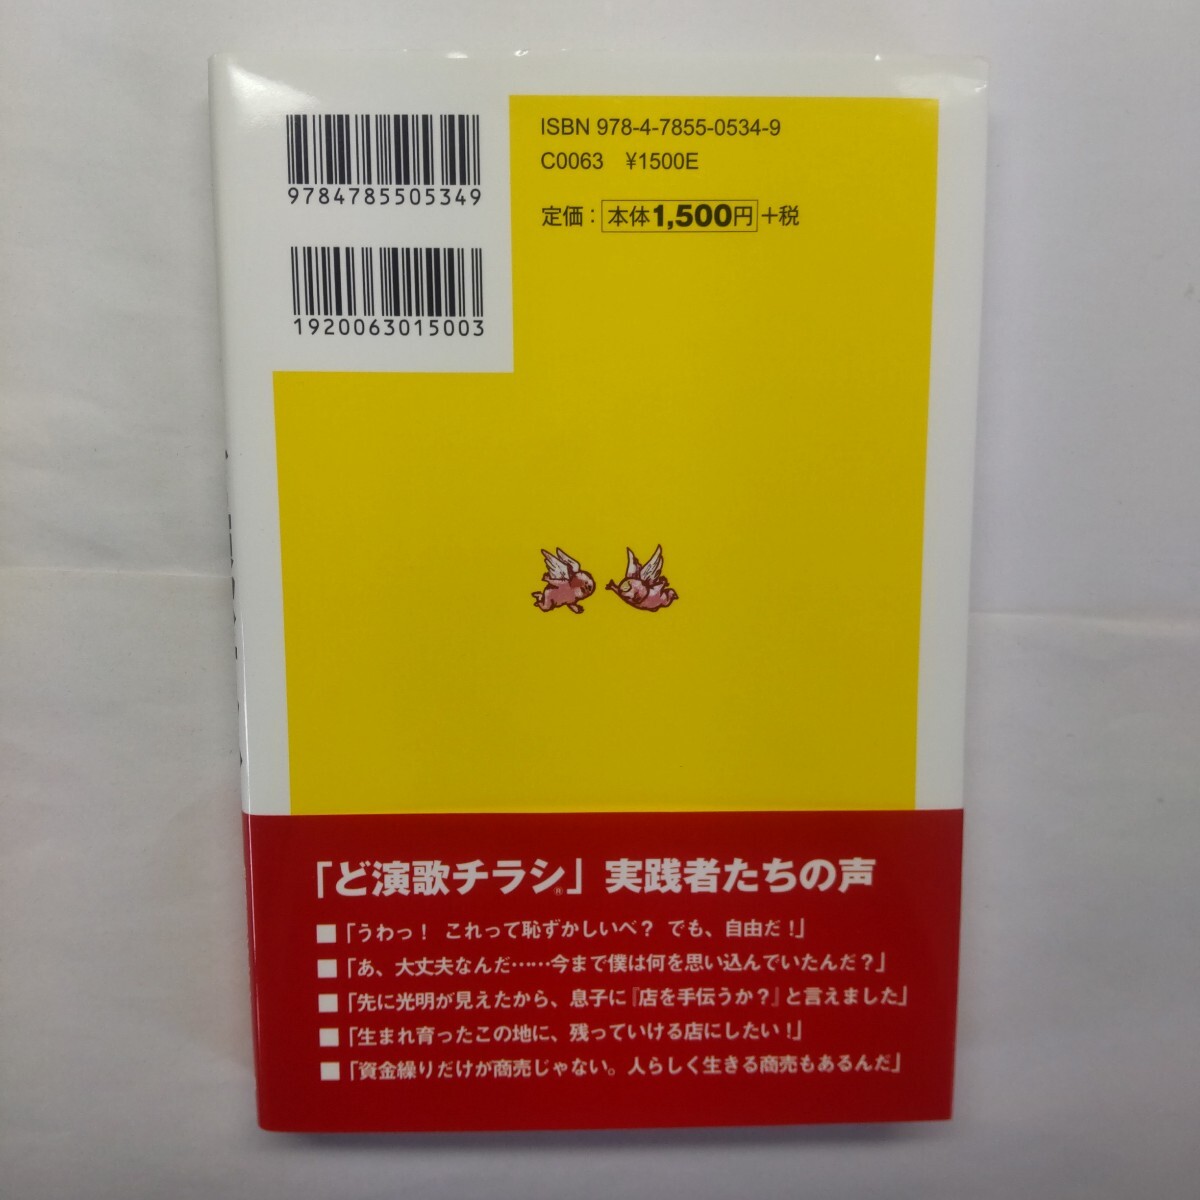 9784785505349
1920063015003
ISBN 978-4-7855-0534-9
C0063 ¥1500E
定価：本体1,500円+税
「ど演歌チラシ®」実践者たちの声
■「うわっ！ これって恥ずかしいべ？ でも、自由だ！」
■「あ、大丈夫なんだ……今まで僕は何を思い込んでいたんだ？」
■「先に光明が見えたから、息子に『店を手伝うか？』と言えました」
■「生まれ育ったこの地に、残っていける店にしたい！」
■「資金繰りだけが商売じゃない。人らしく生きる商売もあるんだ」